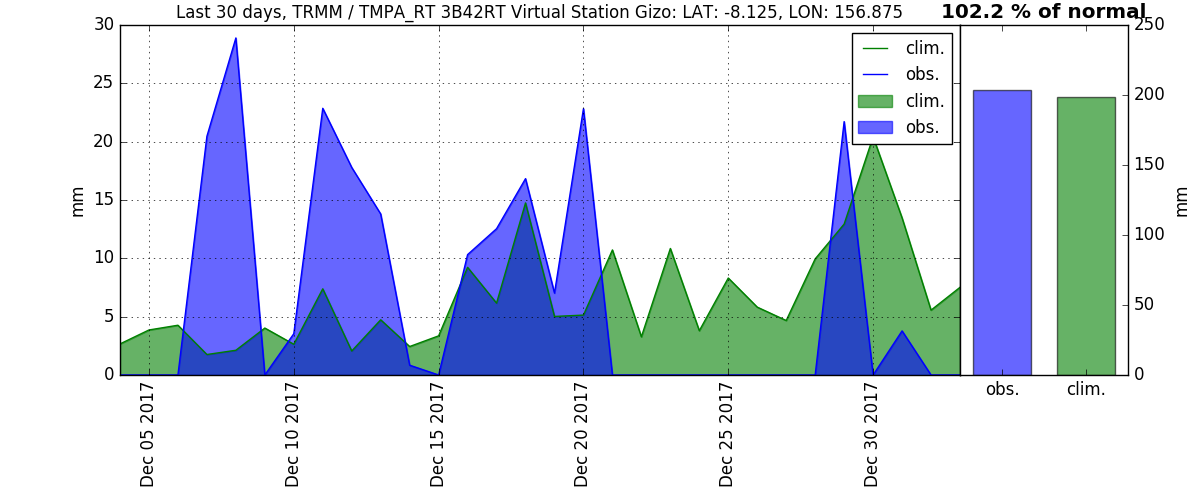 Last 30 days, TRMM / TMPA_RT 3B42RT Virtual Station Gizo: LAT: -8.125, LON: 156.875
102.2 % of normal
30
25
20
15
10
5
0
mm
clim.
obs.
clim.
obs.
Dec 05 2017
Dec 10 2017
Dec 15 2017
Dec 20 2017
Dec 25 2017
Dec 30 2017
250
200
150
100
50
0
mm
obs.
clim.